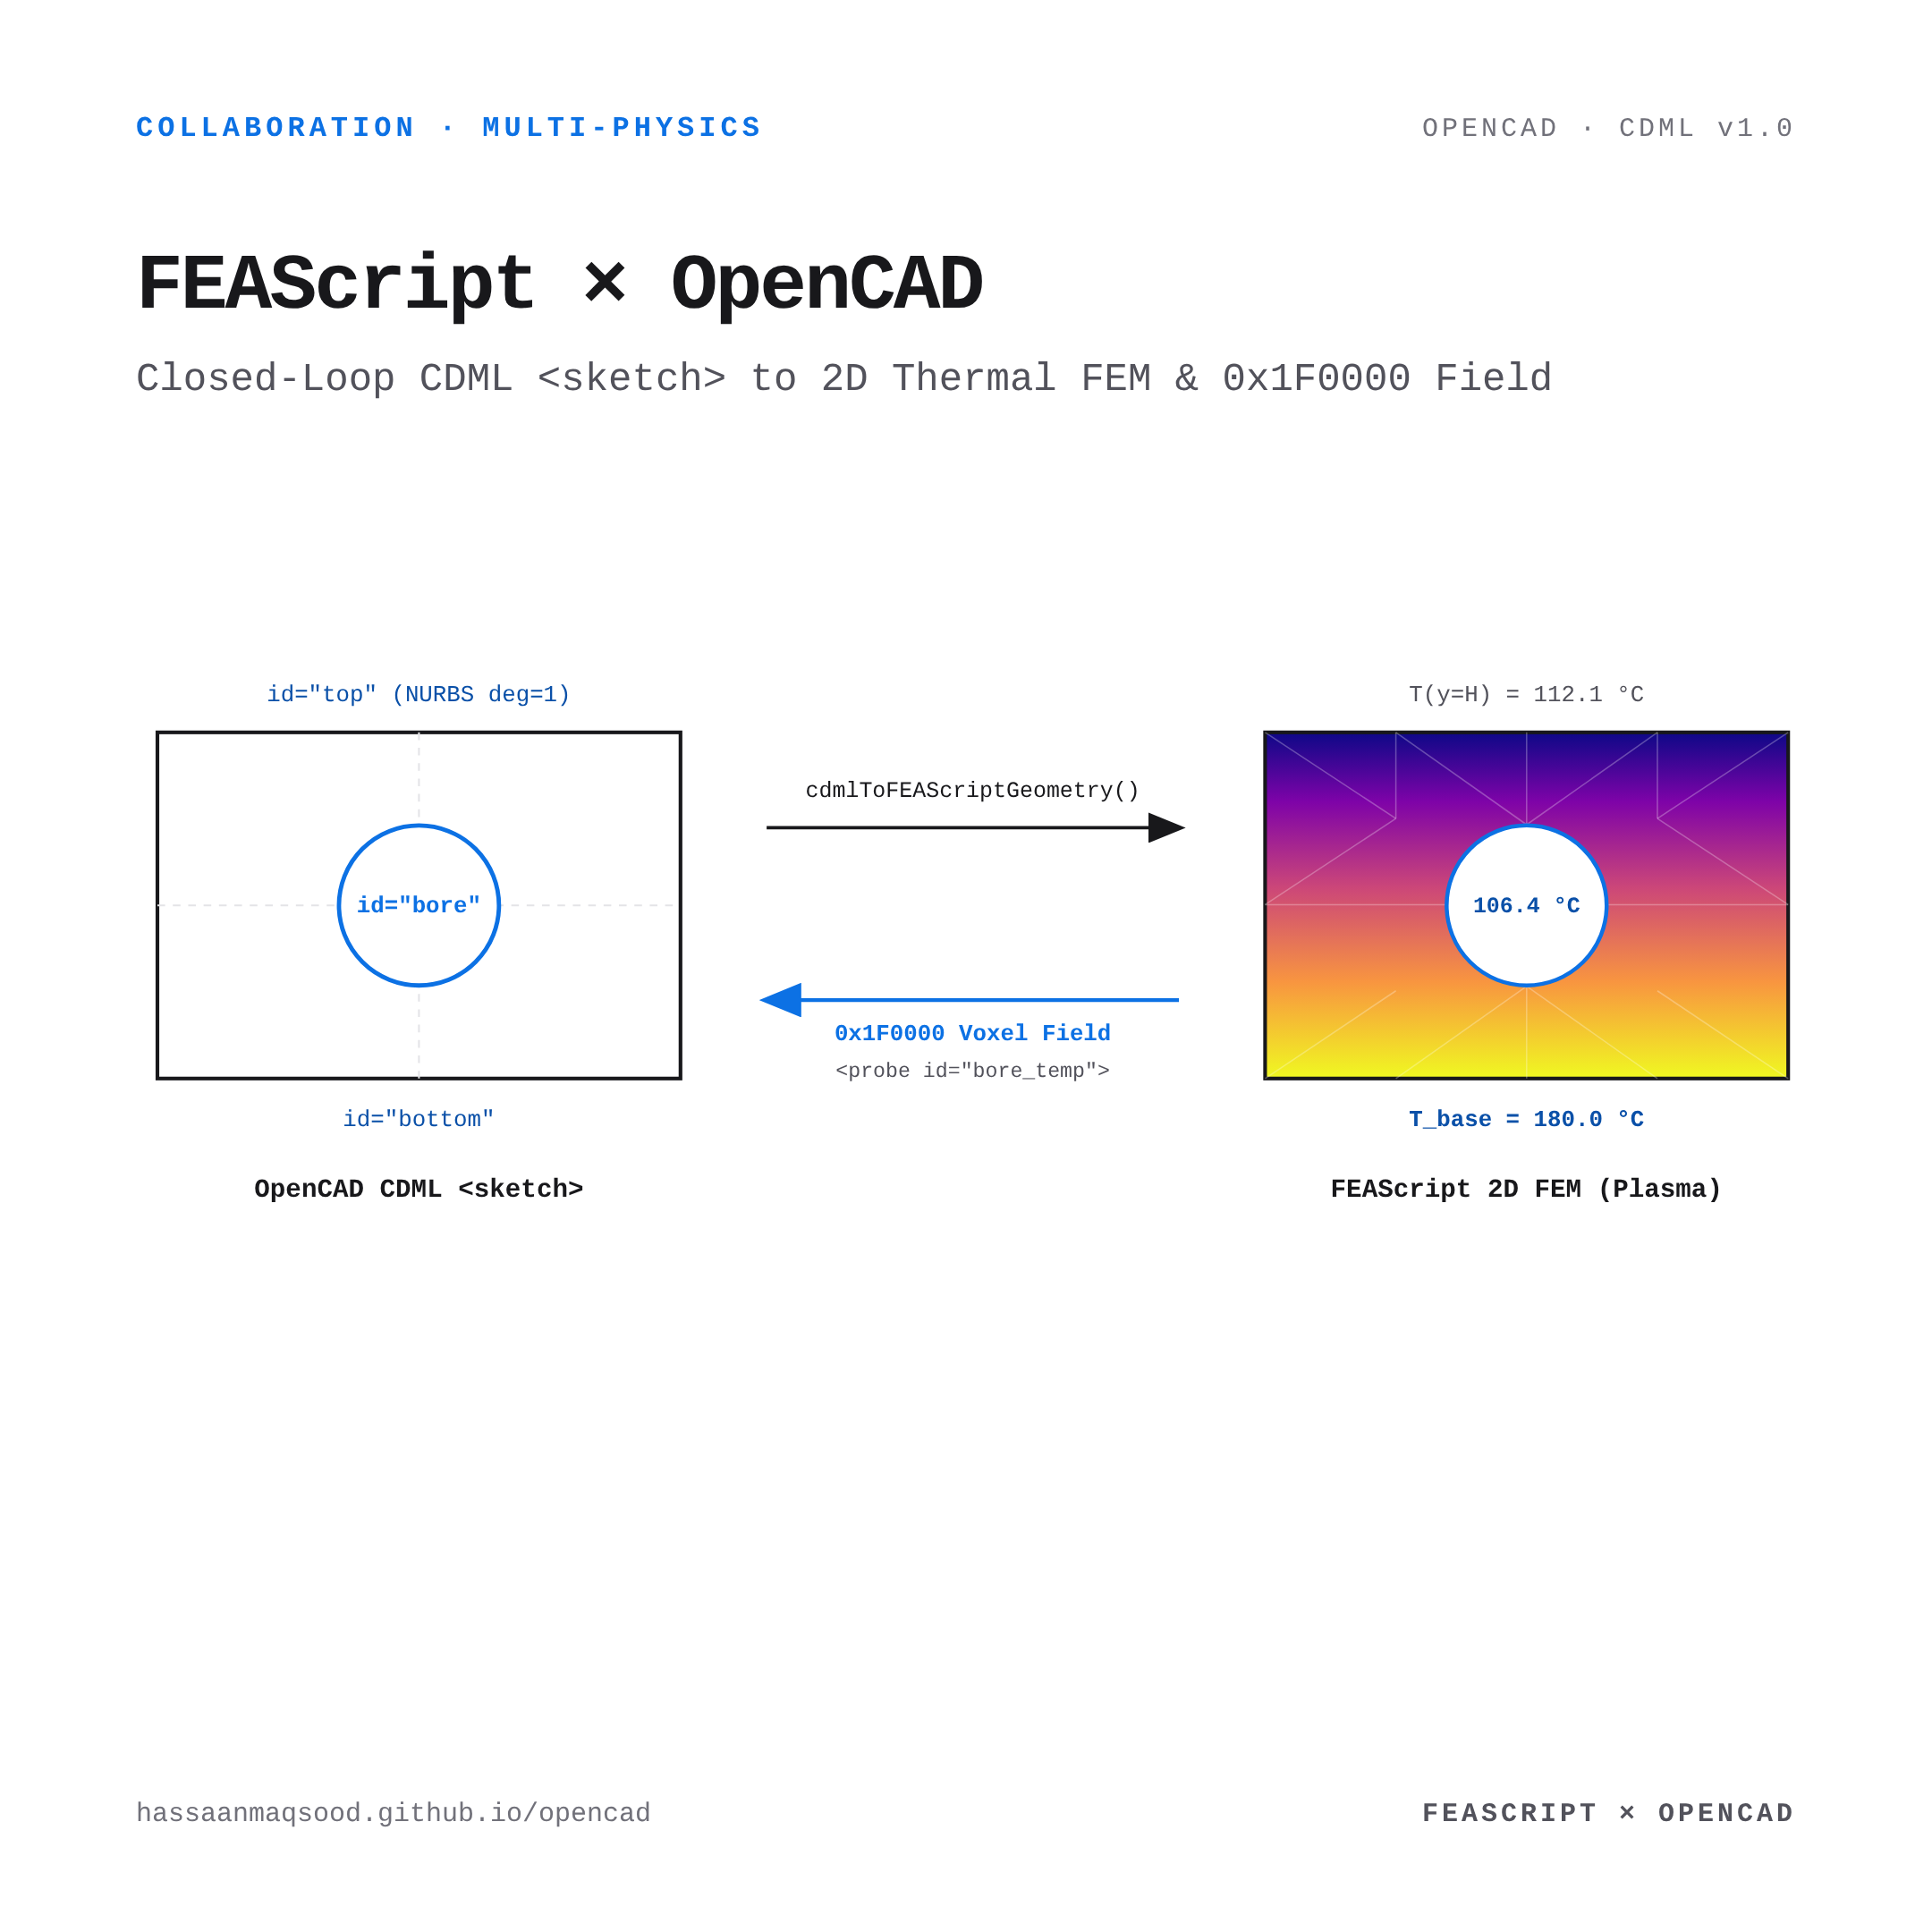 COLLABORATION · MULTI-PHYSICS
OPENCAD · CDML v1.0
FEAScript × OpenCAD
Closed-Loop CDML <sketch> to 2D Thermal FEM & 0x1F0000 Field
id="top" (NURBS deg=1)
id="bore"
id="bottom"
OpenCAD CDML <sketch>
cdmlToFEAScriptGeometry()
0x1F0000 Voxel Field
<probe id="bore_temp">
T(y=H) = 112.1 °C
106.4 °C
T_base = 180.0 °C
FEAScript 2D FEM (Plasma)
hassaanmaqsood.github.io/opencad
FEASCRIPT × OPENCAD